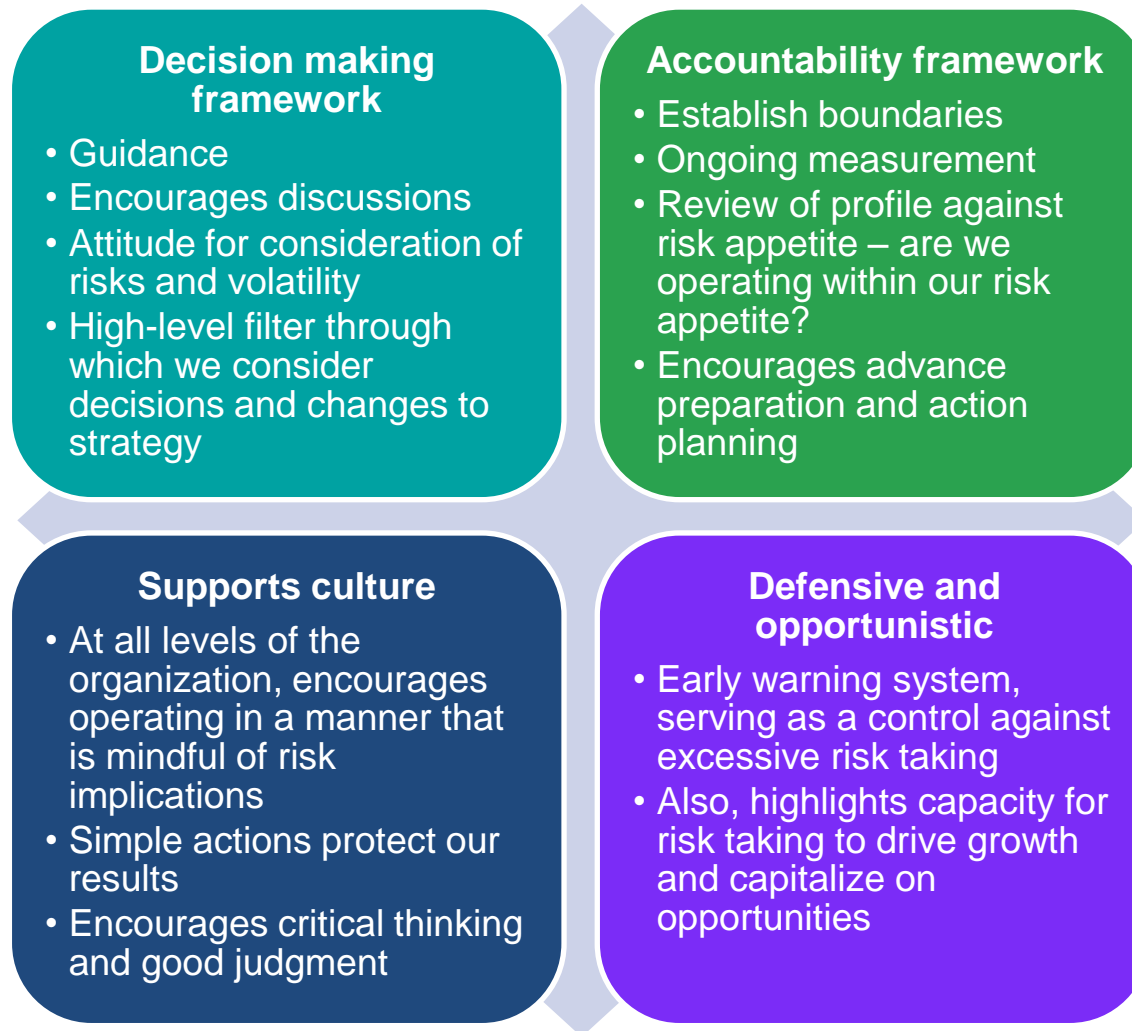 Decision making
framework
• Guidance
• Encourages discussions
• Attitude for consideration of
risks and volatility
• High-level filter through
which we consider
decisions and changes to
strategy
Accountability framework
• Establish boundaries
• Ongoing measurement
• Review of profile against
risk appetite – are we
operating within our risk
appetite?
• Encourages advance
preparation and action
planning
Supports culture
• At all levels of the
organization, encourages
operating in a manner that
is mindful of risk
implications
• Simple actions protect our
results
• Encourages critical thinking
and good judgment
Defensive and
opportunistic
• Early warning system,
serving as a control against
excessive risk taking
• Also, highlights capacity for
risk taking to drive growth
and capitalize on
opportunities